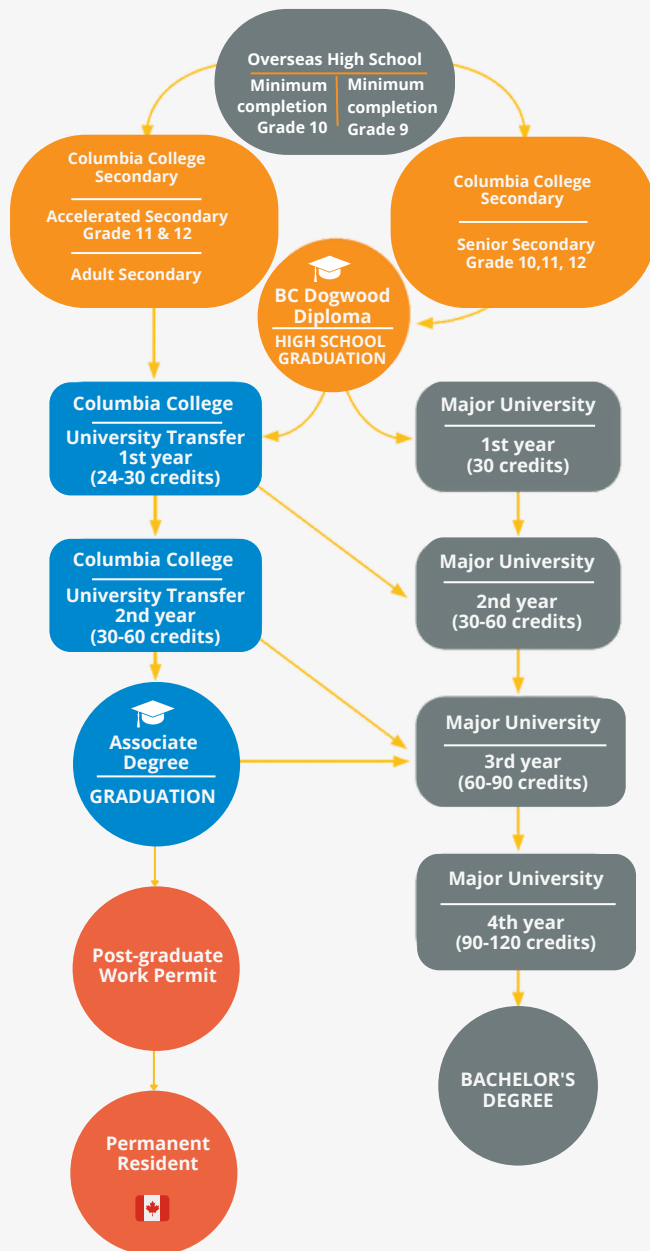 Overseas High School
Minimum
completion
Grade 10
Minimum
completion
Grade 9
Columbia College
Secondary
Accelerated Secondary
Grade 11 & 12
Adult Secondary
Columbia College
Secondary
Senior Secondary
Grade 10,11, 12
BC Dogwood
Diploma
HIGH SCHOOL
GRADUATION
Columbia College
University Transfer
1st year
(24-30 credits)
Major University
1st year
(30 credits)
Columbia College
University Transfer
2nd year
(30-60 credits)
Major University
2nd year
(30-60 credits)
Associate
Degree
GRADUATION
Major University
3rd year
(60-90 credits)
Major University
4th year
(90-120 credits)
Post-graduate
Work Permit
BACHELOR'S
DEGREE
Permanent
Resident